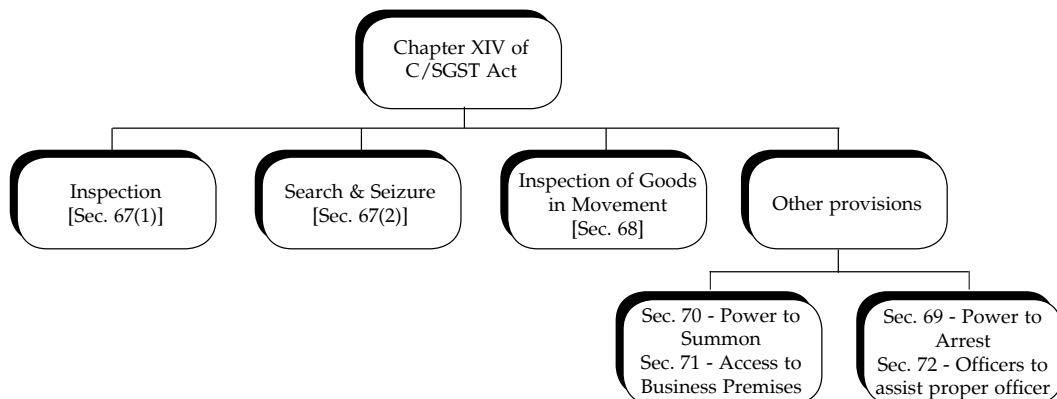 Chapter XIV of
C/SGST Act
Inspection
[Sec. 67(1)]
Search & Seizure
[Sec. 67(2)]
Inspection of Goods
in Movement
[Sec. 68]
Other provisions
Sec. 70 - Power to
Summon
Sec. 71 - Access to
Business Premises
Sec. 69 - Power to
Arrest
Sec. 72 - Officers to
assist proper officer